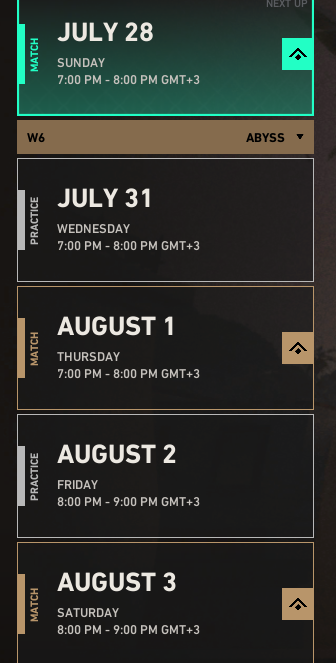 NEXT UP
MATCH
JULY 28
SUNDAY
7:00 PM - 8:00 PM GMT+3
W6
ABYSS
PRACTICE
JULY 31
WEDNESDAY
7:00 PM - 8:00 PM GMT+3
MATCH
AUGUST 1
THURSDAY
7:00 PM - 8:00 PM GMT+3
PRACTICE
AUGUST 2
FRIDAY
8:00 PM - 9:00 PM GMT+3
MATCH
AUGUST 3
SATURDAY
8:00 PM - 9:00 PM GMT+3